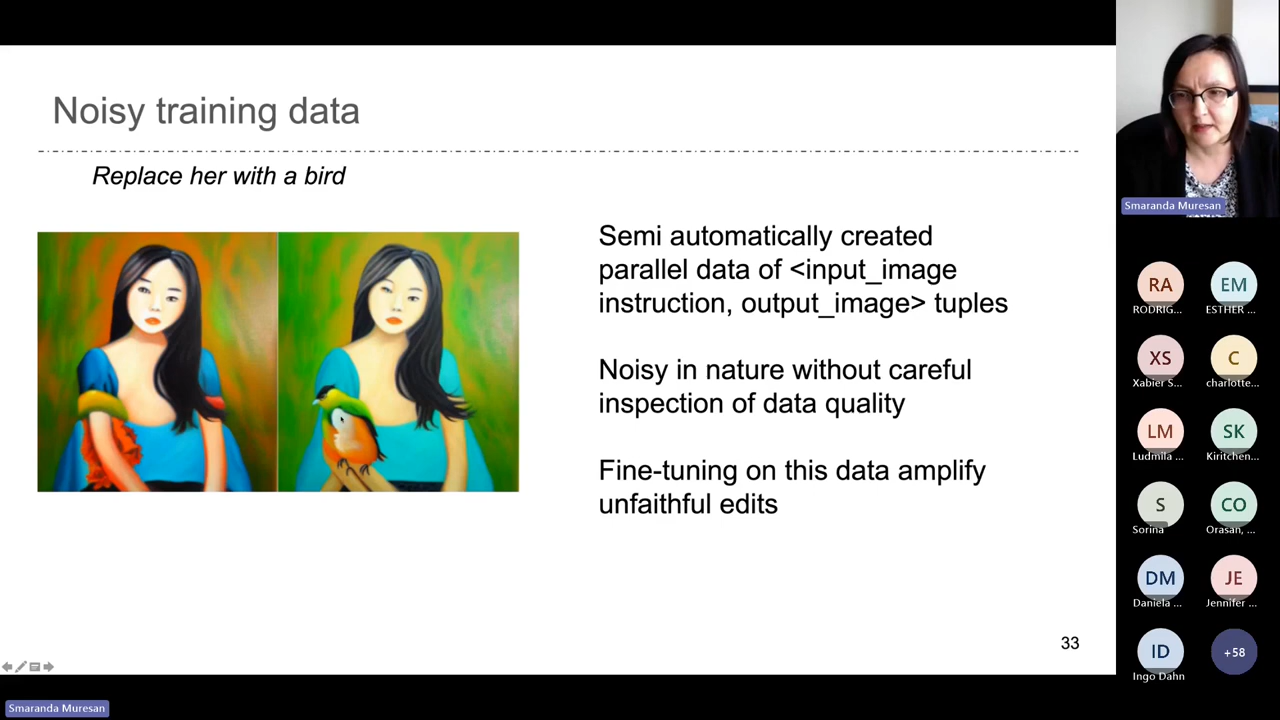 Noisy training data
Replace her with a bird
Semi automatically created
parallel data of <input_image
instruction, output_image> tuples
Noisy in nature without careful
inspection of data quality
Fine-tuning on this data amplify
unfaithful edits
33
Smaranda Muresan
Smaranda Muresan
RA
EM
RODRIG...
ESTHER ...
XS
C
Xabier S...
charlotte...
LM
SK
Ludmila ...
Kiritchen...
S
CO
Sorina
Orasan, ...
DM
JE
Daniela ...
Jennifer ...
ID
+58
Ingo Dahn